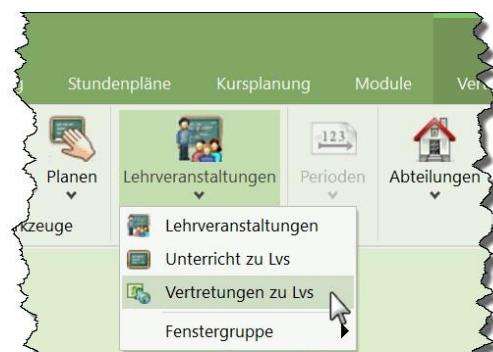 Stundenpläne Kursplanung Module
Planen Lehrveranstaltungen Perioden Abteilungen
123
Lehrveranstaltungen
Unterricht zu Lvs
Vertretungen zu Lvs
Fenstergruppe